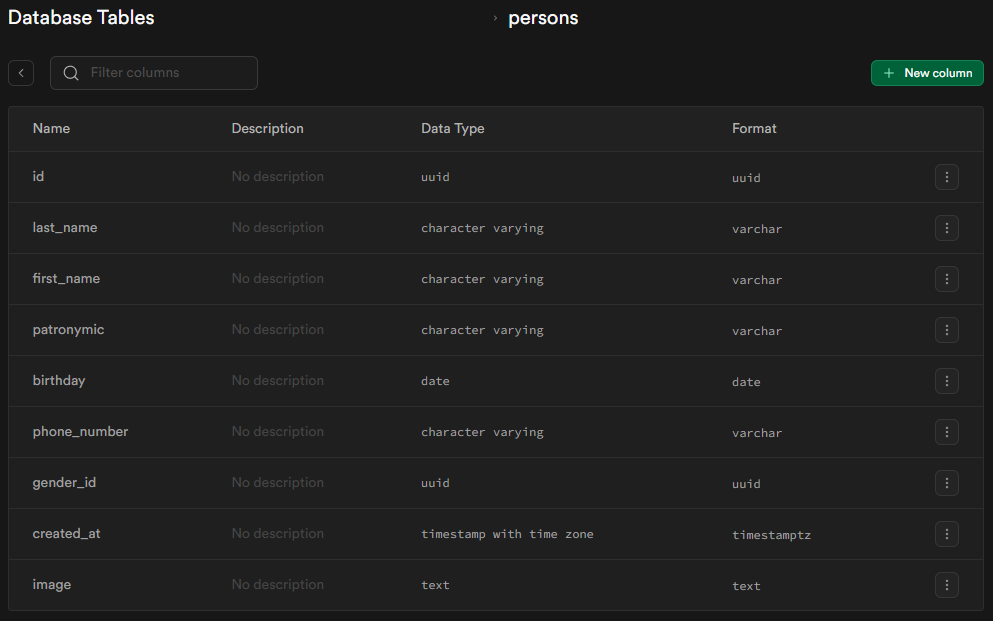 Database Tables › persons
Filter columns
New column
Name Description Data Type Format
id No description uuid uuid
last_name No description character varying varchar
first_name No description character varying varchar
patronymic No description character varying varchar
birthday No description date date
phone_number No description character varying varchar
gender_id No description uuid uuid
created_at No description timestamp with time zone timestamptz
image No description text text